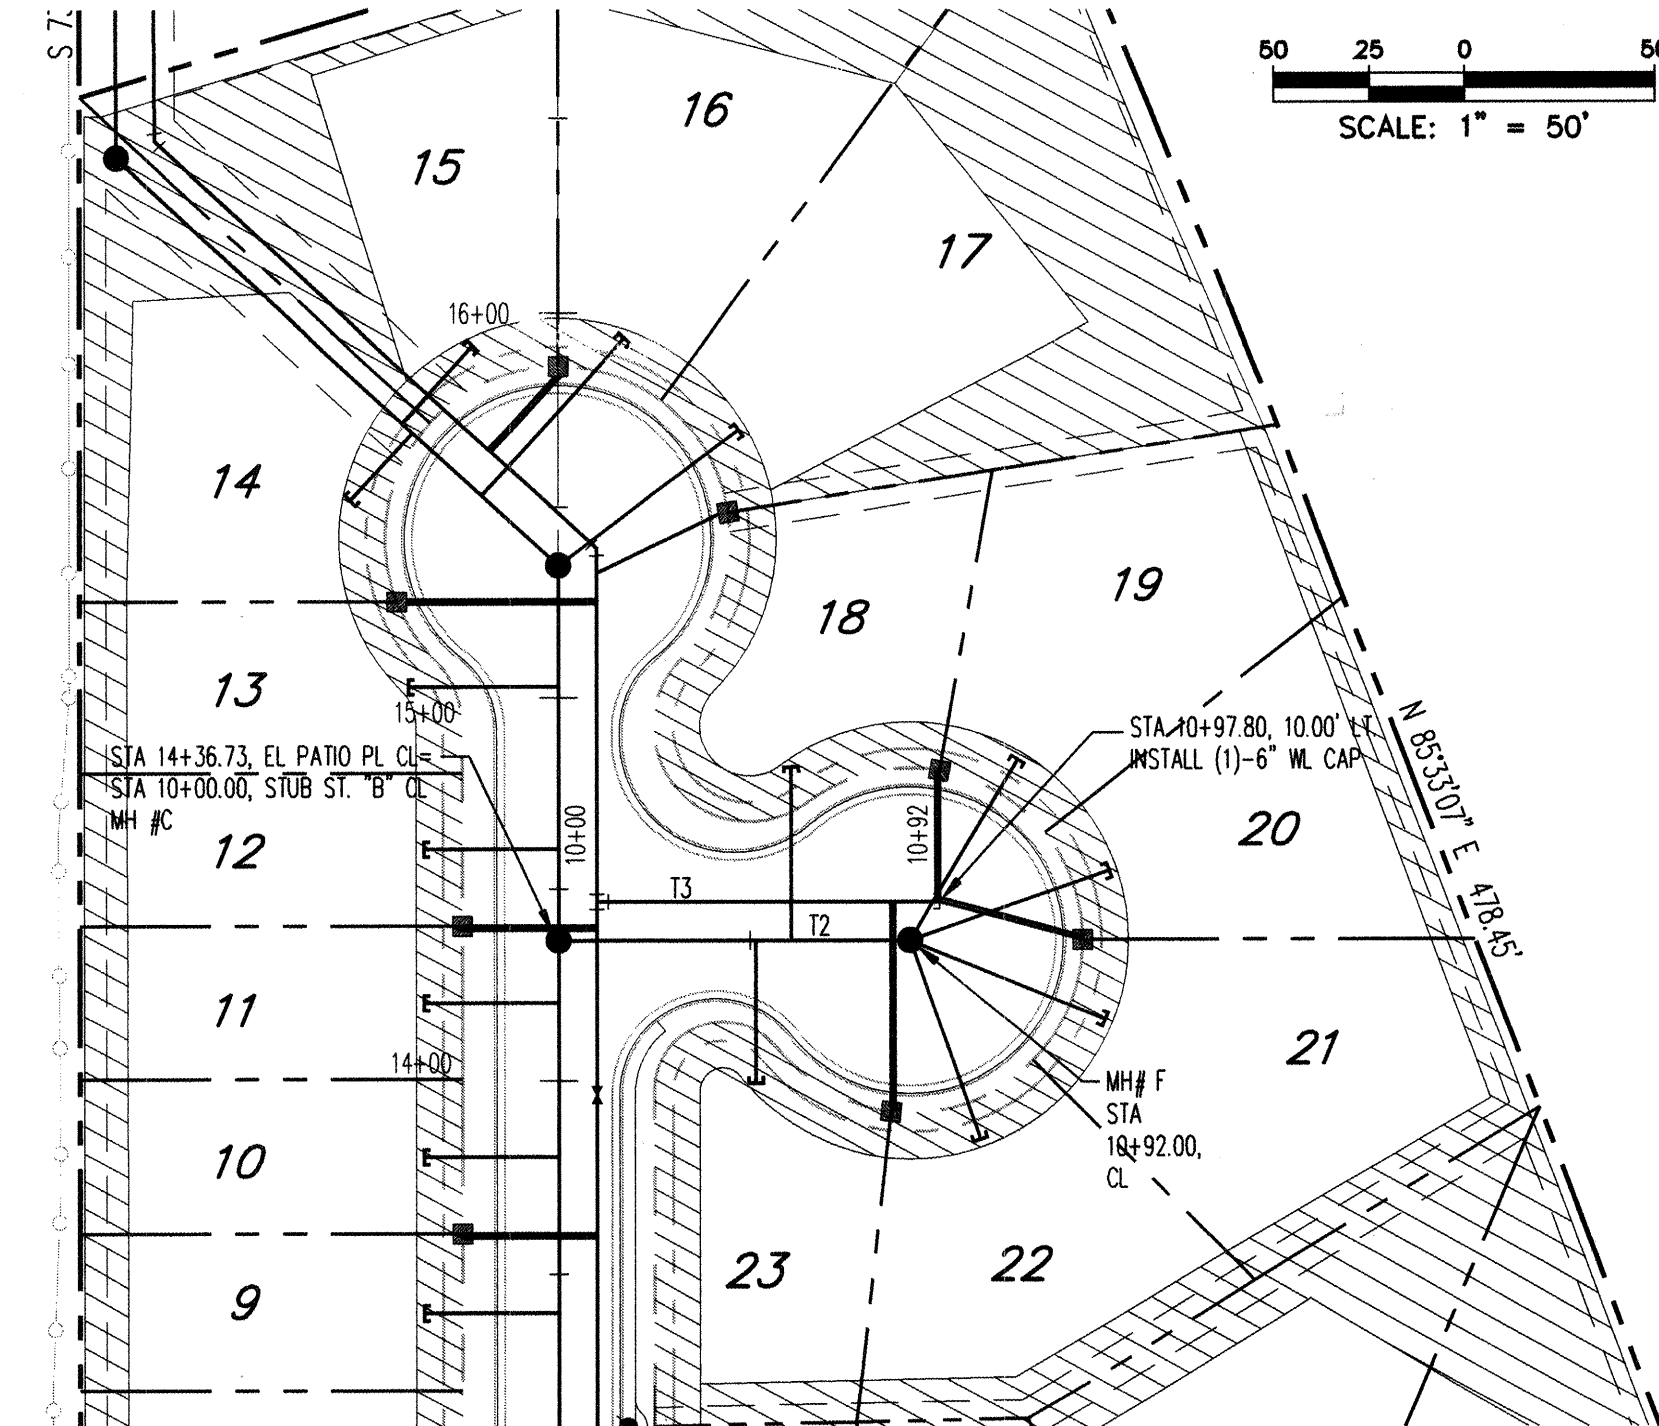 S 7
50 25 0 50
SCALE: 1" = 50'
16
15
17
16+00
14
19
18
13
15+00
STA 14+36.73, EL PATIO PL CL=
STA 10+00.00, STUB ST. "B" CL
MH #C
STA 10+97.80, 10.00' LT.
INSTALL (1)-6" WL CAP
N 85°33'07" E 478.45'
10+00
10+92
12
20
T3
T2
11
21
14+00
MH# F
STA
10+92.00,
CL
10
23
22
9